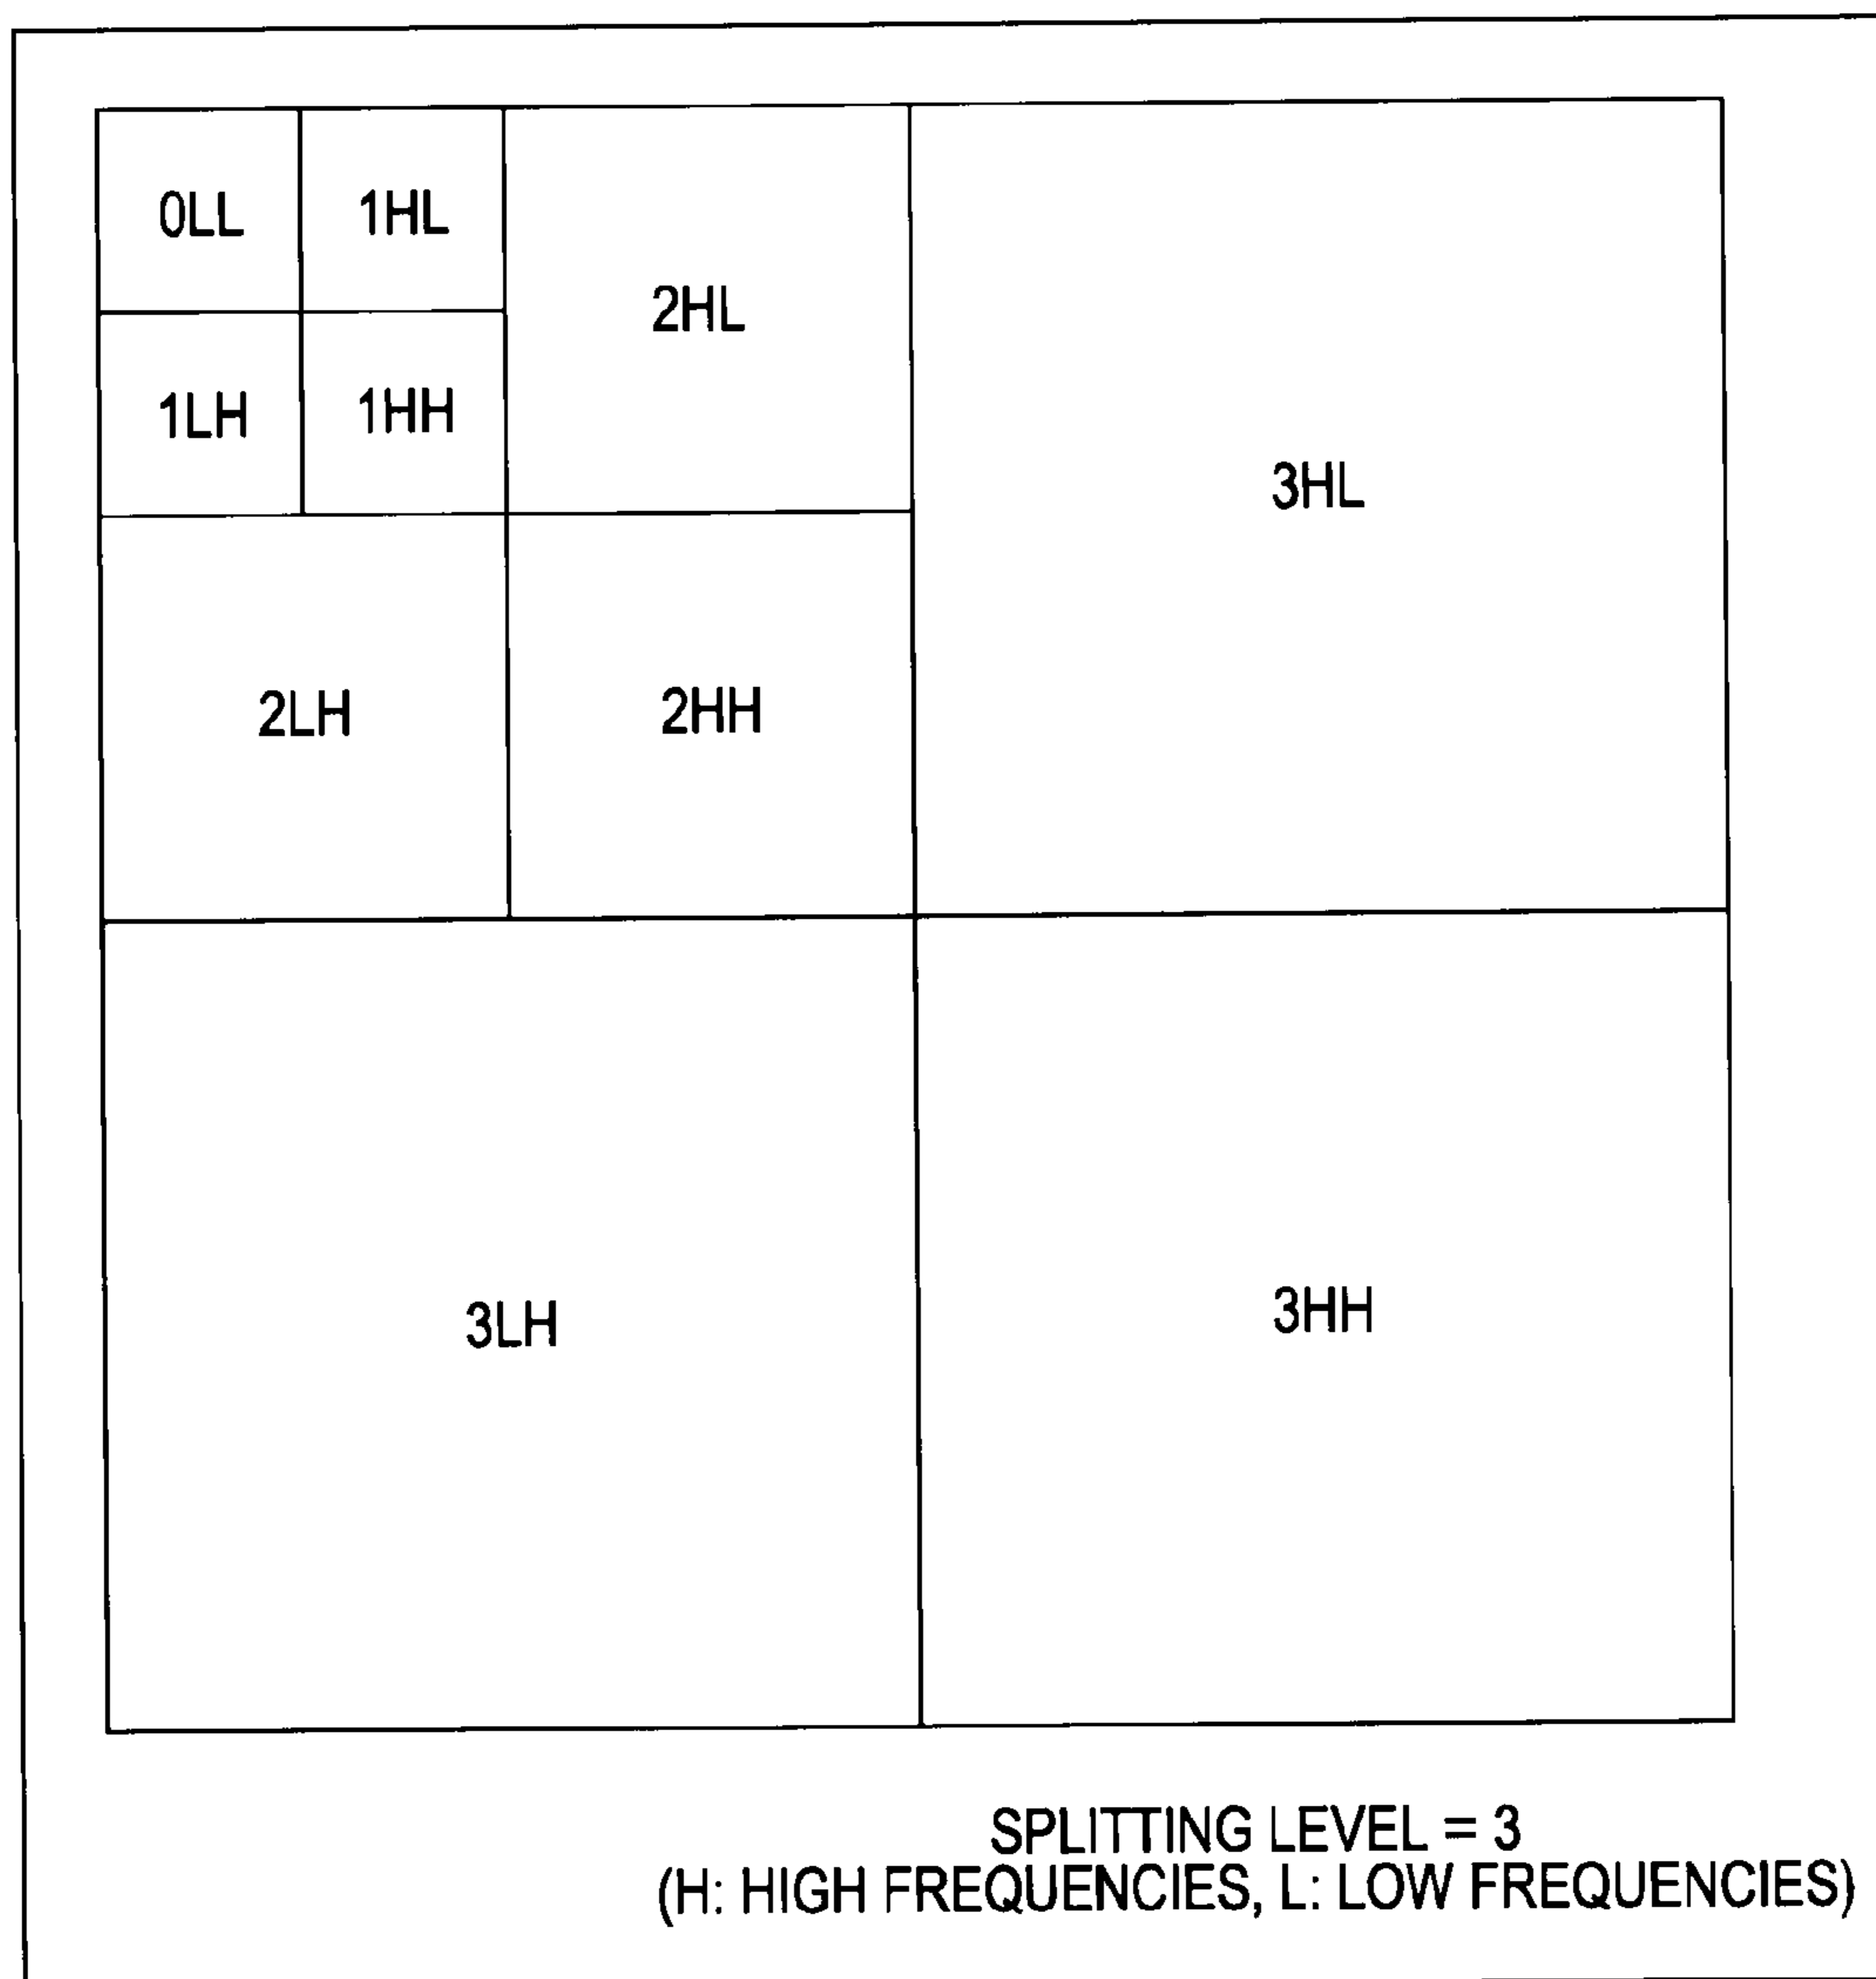 0LL 1HL
2HL
1LH 1HH
3HL
2LH 2HH
3LH 3HH
SPLITTING LEVEL = 3
(H: HIGH FREQUENCIES, L: LOW FREQUENCIES)